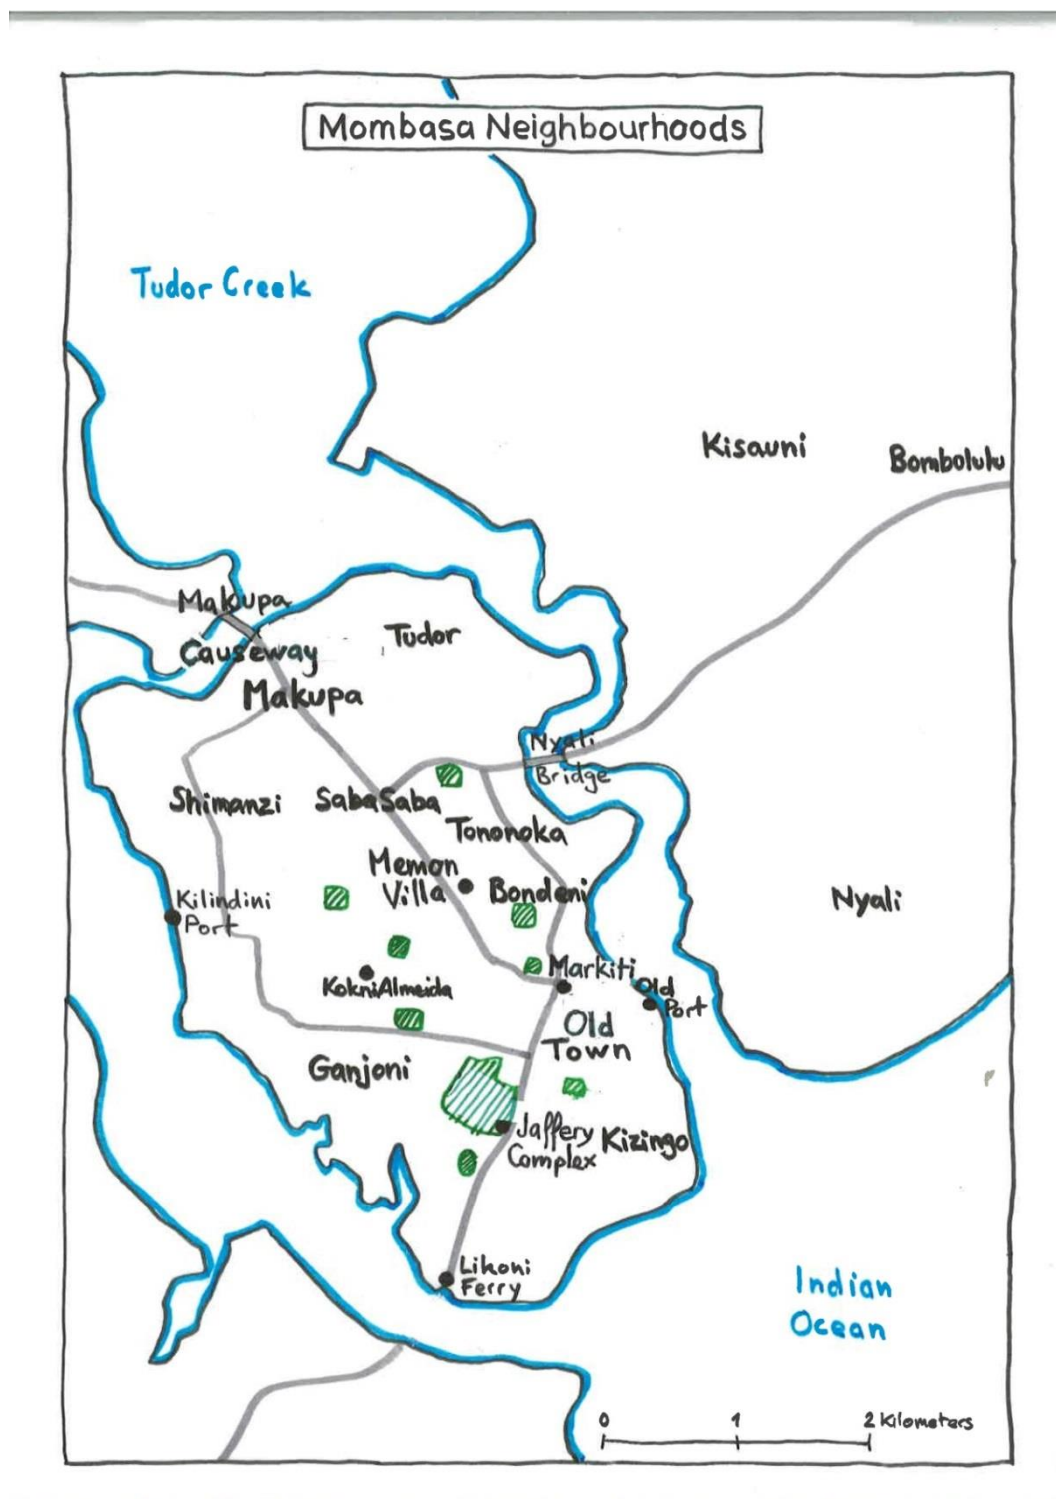 Mombasa Neighbourhoods
Tudor Creek
Kisauni
Bombolulu
Makupa
Causeway
Tudor
Makupa
Nyali
Bridge
Shimanzi
SabaSaba
Tononoka
Memon
Villa
Bondeni
Kilindini
Port
Nyali
Markiti
Old
Port
KokniAlmeida
Old
Town
Ganjoni
Jaffery
Complex
Kizingo
Likoni
Ferry
Indian
Ocean
0 1 2 Kilometers